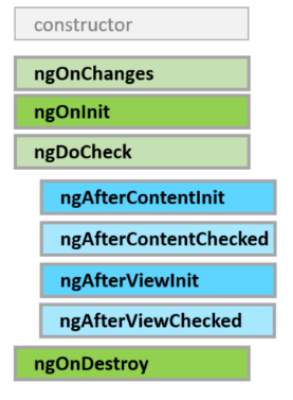 constructor
ngOnChanges
ngOnInit
ngDoCheck
ngAfterContentInit
ngAfterContentChecked
ngAfterViewInit
ngAfterViewChecked
ngOnDestroy